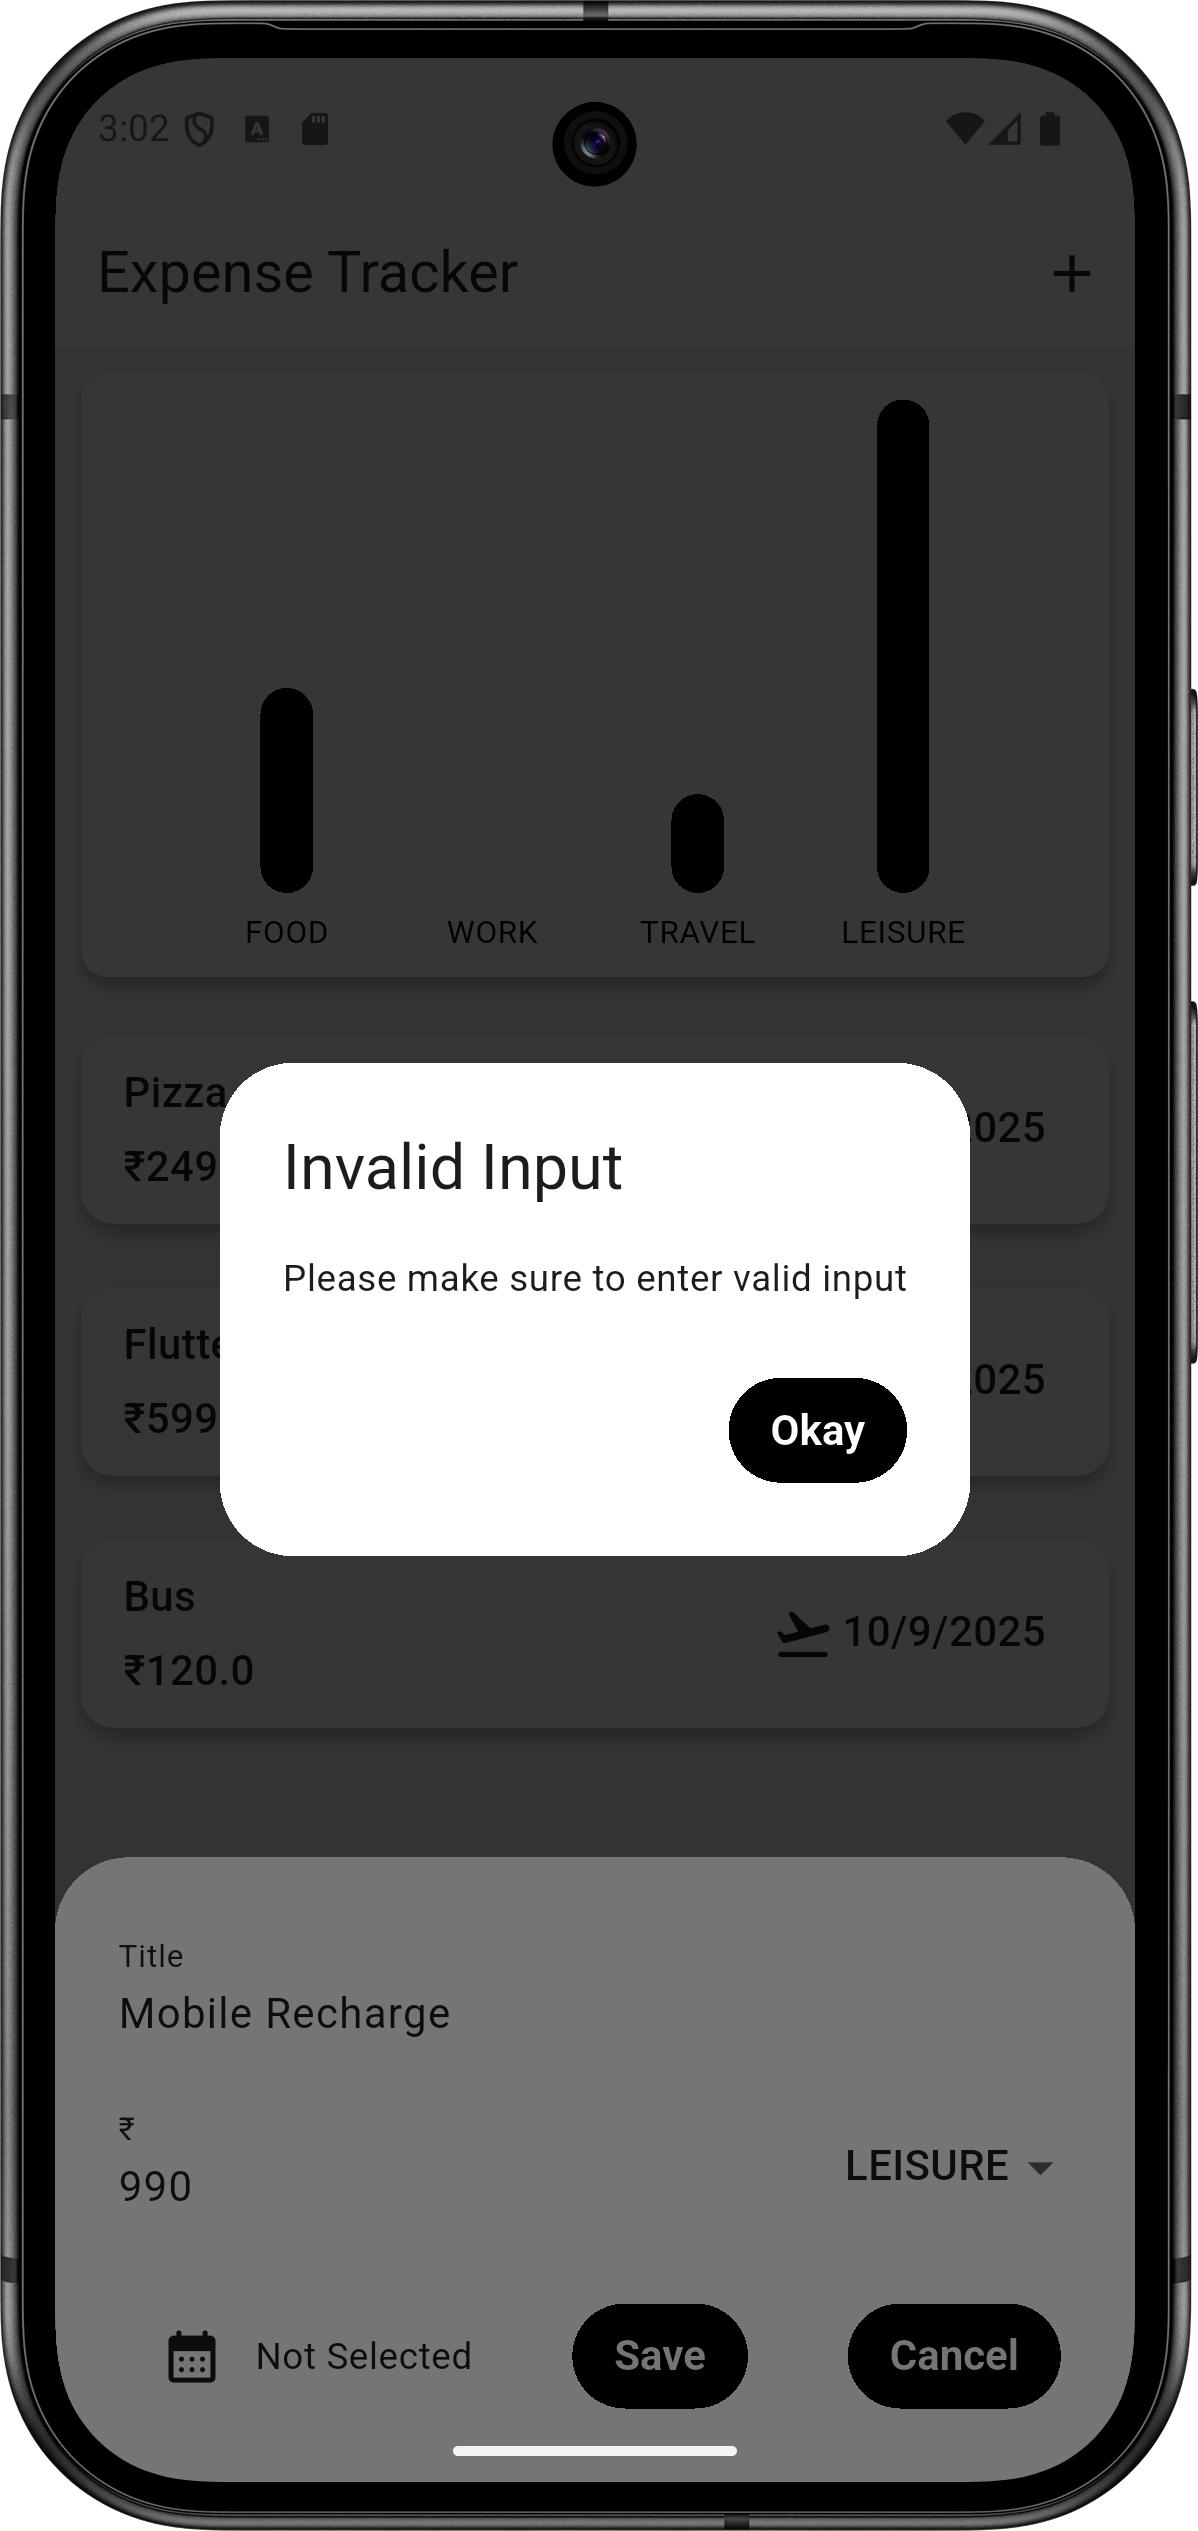 3:02
Expense Tracker
FOOD WORK TRAVEL LEISURE
Pizza
₹249
025
Invalid Input
Please make sure to enter valid input
Okay
₹599
025
Bus
₹120.0
10/9/2025
Title
Mobile Recharge
₹
990
LEISURE
Not Selected
Save
Cancel